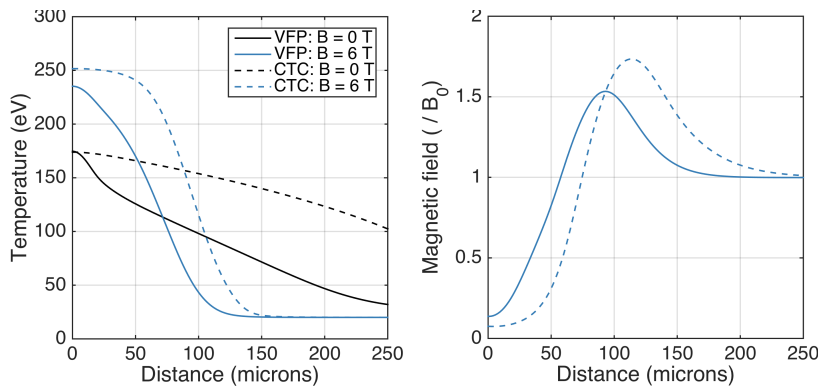 300
250
200
150
100
50
0
Temperature (eV)
VFP: B = 0 T
VFP: B = 6 T
CTC: B = 0 T
CTC: B = 6 T
0 50 100 150 200 250
Distance (microns)
2
1.5
1
0.5
0
Magnetic field ( / B0)
0 50 100 150 200 250
Distance (microns)